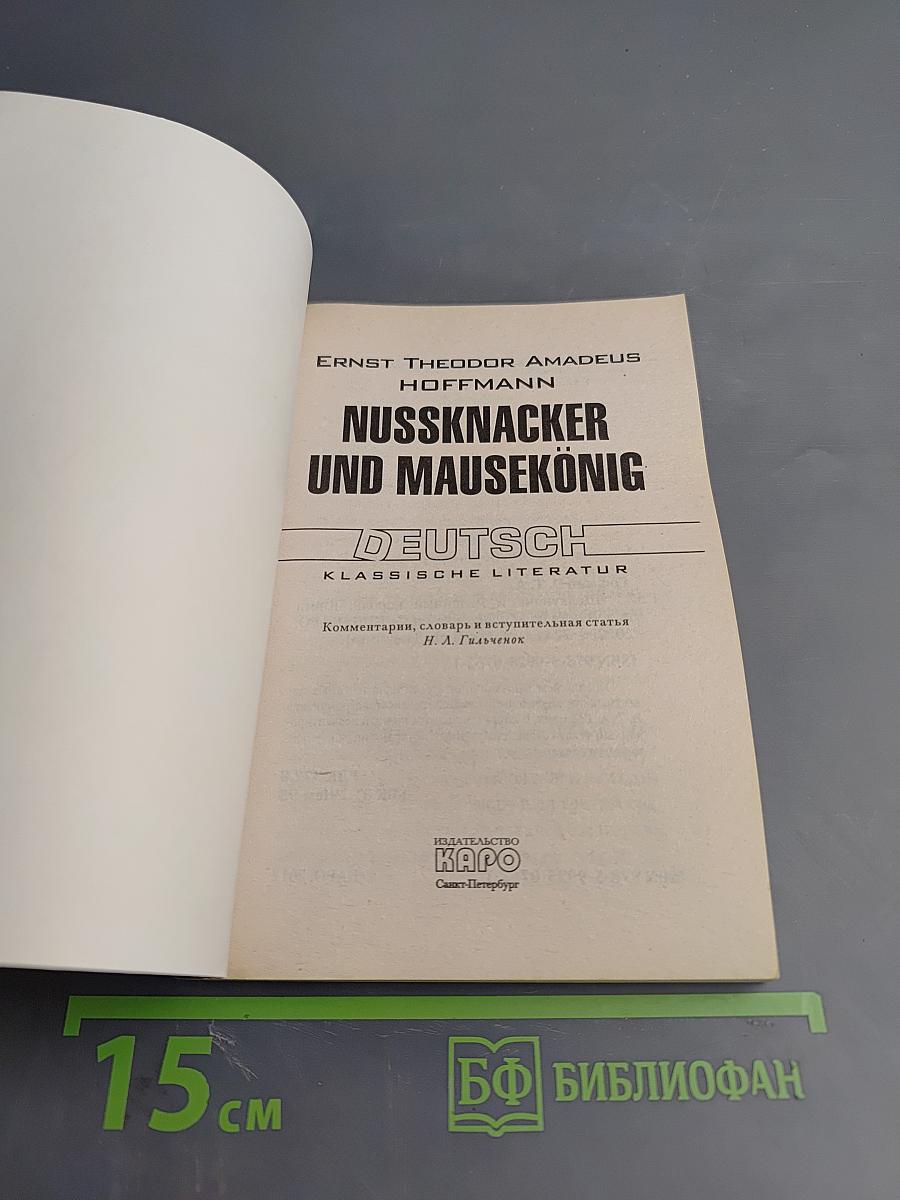 ERNST THEODOR AMADEUS
HOFFMANN
NUSSKNACKER
UND MAUSEKÖNIG
DEUTSCH
KLASSISCHE LITERATUR
Комментарии, словарь и вступительная статья
Н. Л. Гильченок
ИЗДАТЕЛЬСТВО
КАРО
Санкт-Петербург
15 см
БФ БИБЛИОФАН